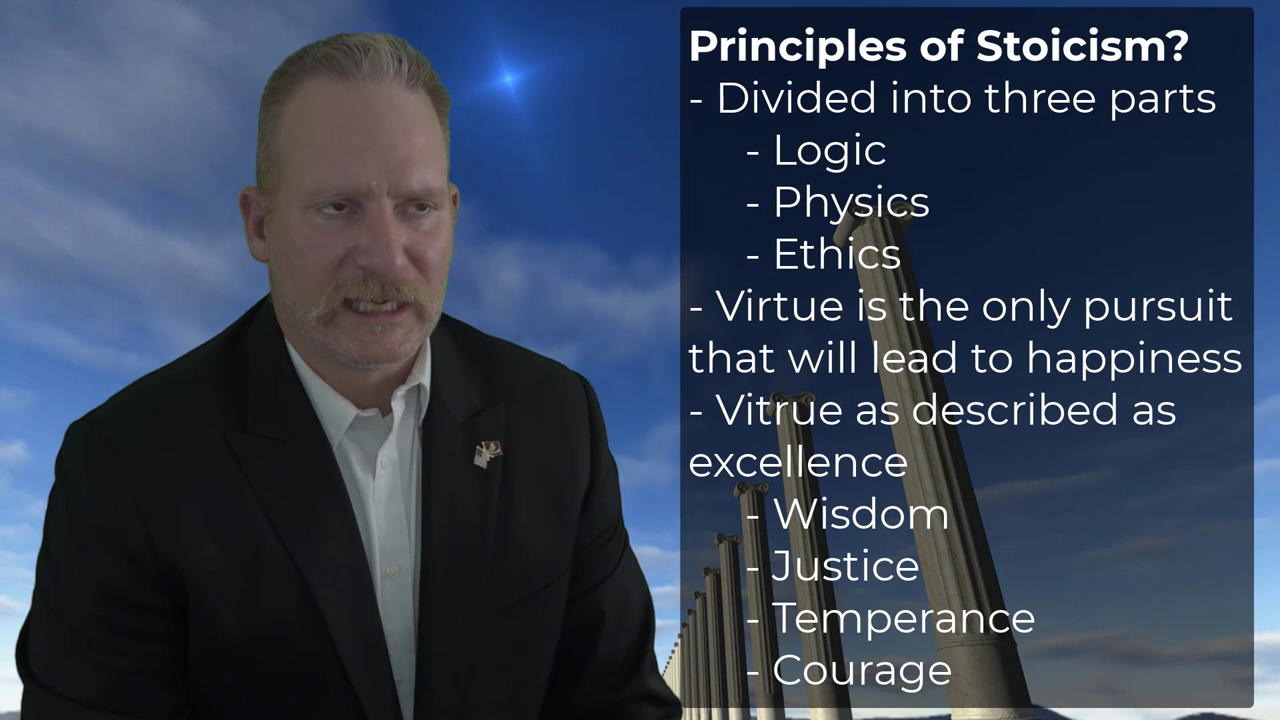 Principles of Stoicism?
- Divided into three parts
- Logic
- Physics
- Ethics
- Virtue is the only pursuit
that will lead to happiness
- Vitrue as described as
excellence
- Wisdom
- Justice
- Temperance
- Courage